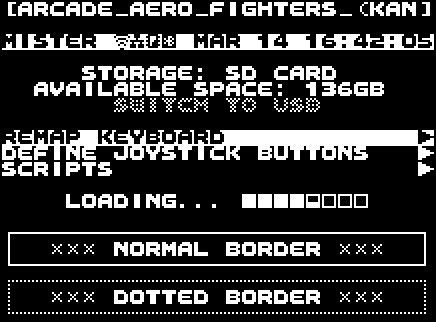 [ARCADE_AERO_FIGHTERS_(KAN]
MISTER MAR 14 16:42:05
STORAGE: SD CARD
AVAILABLE SPACE: 136GB
SWITCH TO USB
REMAP KEYBOARD
DEFINE JOYSTICK BUTTONS
SCRIPTS
LOADING...
××× NORMAL BORDER ×××
××× DOTTED BORDER ×××